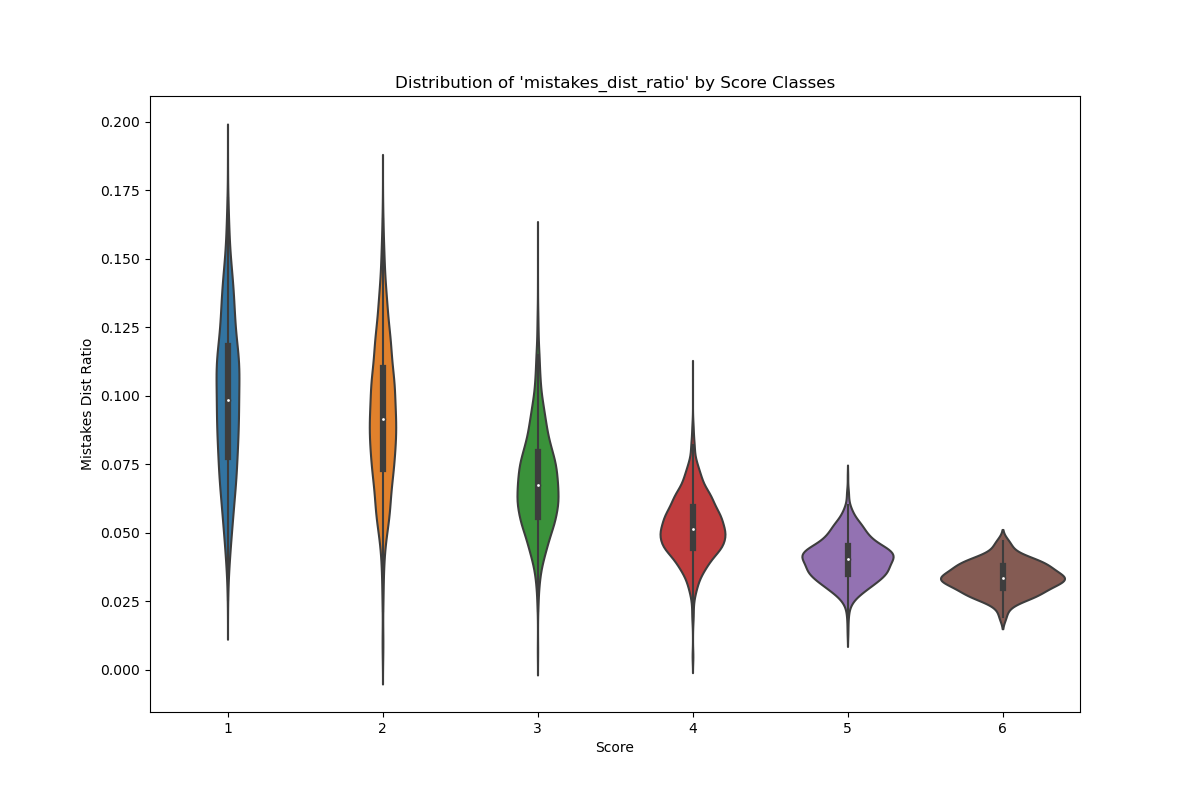 Distribution of 'mistakes_dist_ratio' by Score Classes
0.200
0.175
0.150
0.125
0.100
0.075
0.050
0.025
0.000
Mistakes Dist Ratio
1 2 3 4 5 6
Score